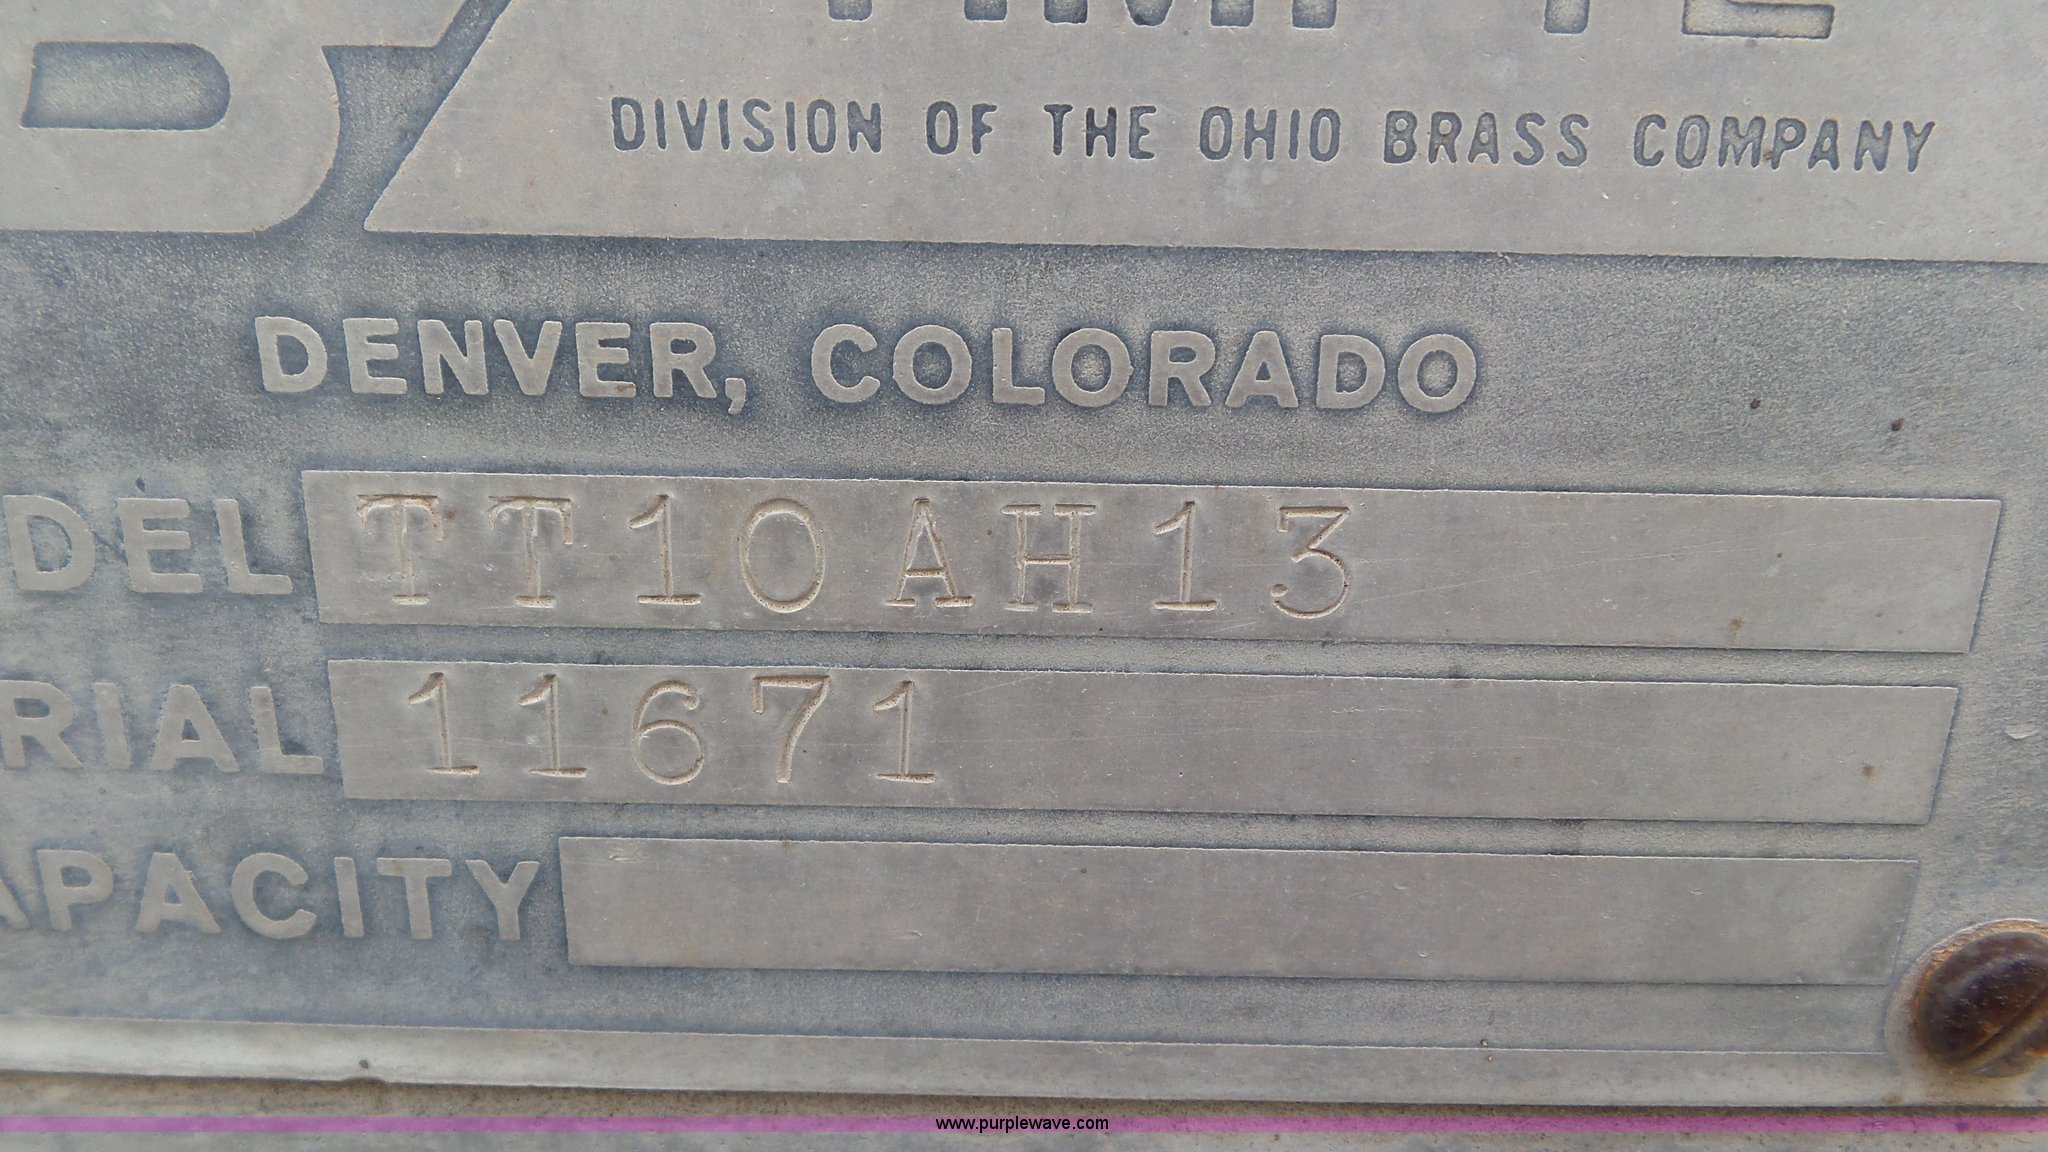 DIVISION OF THE OHIO BRASS COMPANY
DENVER, COLORADO
DEL TT10AH13
RIAL 11671
APACITY
www.purplewave.com